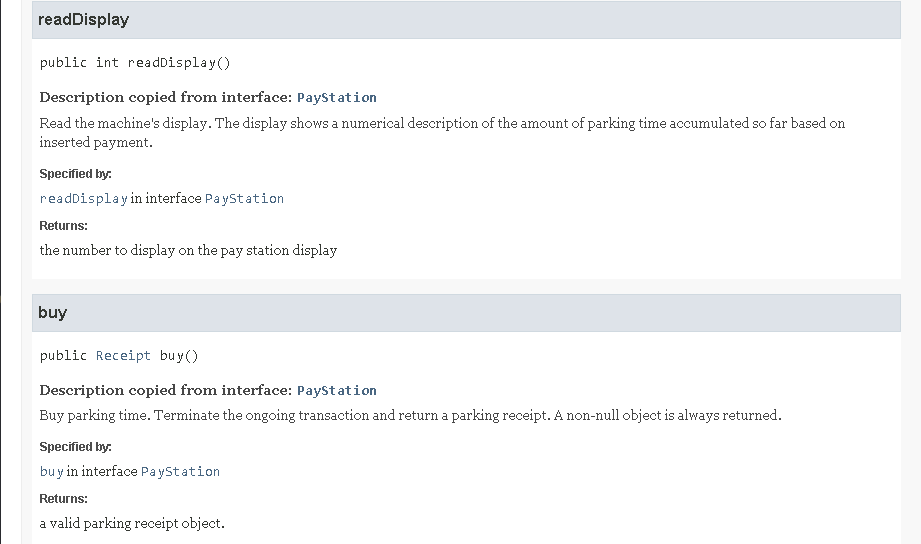 readDisplay
public int readDisplay()
Description copied from interface: PayStation
Read the machine's display. The display shows a numerical description of the amount of parking time accumulated so far based on
inserted payment.
Specified by:
readDisplay in interface PayStation
Returns:
the number to display on the pay station display
buy
public Receipt buy()
Description copied from interface: PayStation
Buy parking time. Terminate the ongoing transaction and return a parking receipt. A non-null object is always returned.
Specified by:
buy in interface PayStation
Returns:
a valid parking receipt object.